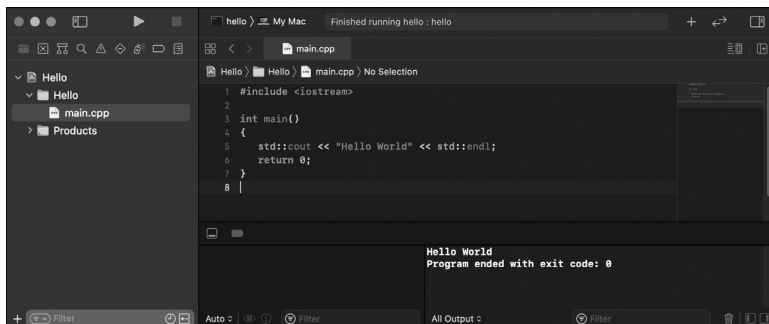 hello 〉 My Mac
Finished running hello : hello
main.cpp
Hello 〉 Hello 〉 main.cpp 〉 No Selection
Hello
Hello
main.cpp
Products
1 #include <iostream>
2
3 int main()
4 {
5 std::cout << "Hello World" << std::endl;
6 return 0;
7 }
8
Hello World
Program ended with exit code: 0
Filter
Auto
Filter
All Output
Filter